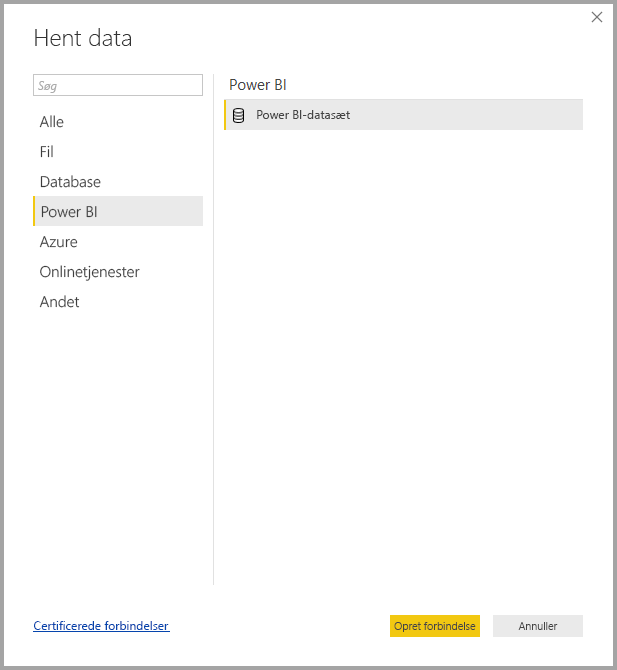 Hent data
Søg
Alle
Fil
Database
Power BI
Azure
Onlinetjenester
Andet
Power BI
Power BI-datasæt
Certificerede forbindelser
Opret forbindelse
Annuller